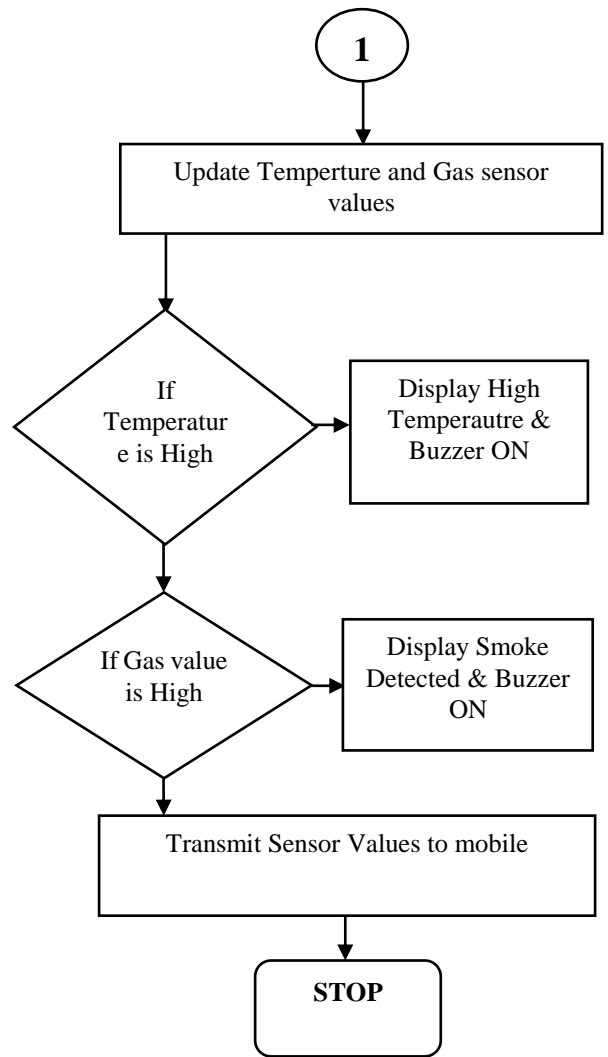 1
Update Temperture and Gas sensor
values
If
Temperatur
e is High
Display High
Temperautre &
Buzzer ON
If Gas value
is High
Display Smoke
Detected & Buzzer
ON
Transmit Sensor Values to mobile
STOP